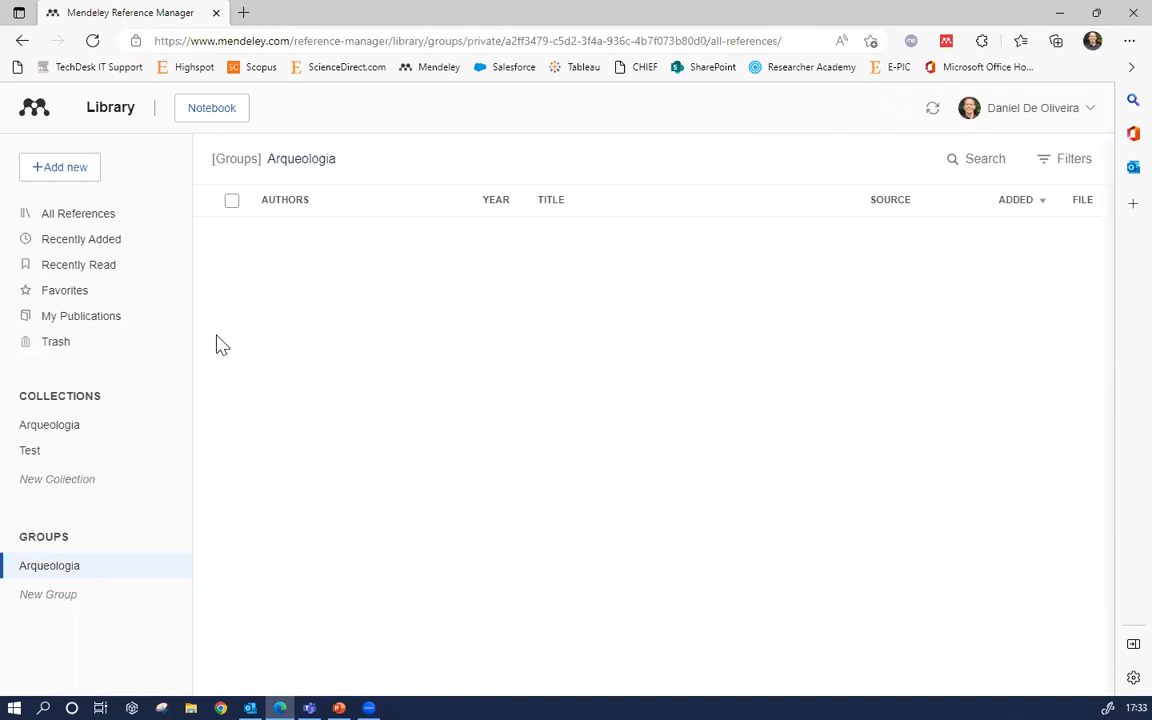 Mendeley Reference Manager
https://www.mendeley.com/reference-manager/library/groups/private/a2ff3479-c5d2-3f4a-936c-4b7f073b80d0/all-references/
TechDesk IT Support Highspot Scopus ScienceDirect.com Mendeley Salesforce Tableau CHIEF SharePoint Researcher Academy E-PIC Microsoft Office Ho...
Library Notebook Daniel De Oliveira
+Add new
[Groups] Arqueologia Search Filters
AUTHORS YEAR TITLE SOURCE ADDED FILE
All References
Recently Added
Recently Read
Favorites
My Publications
Trash
COLLECTIONS
Arqueologia
Test
New Collection
GROUPS
Arqueologia
New Group
17:33